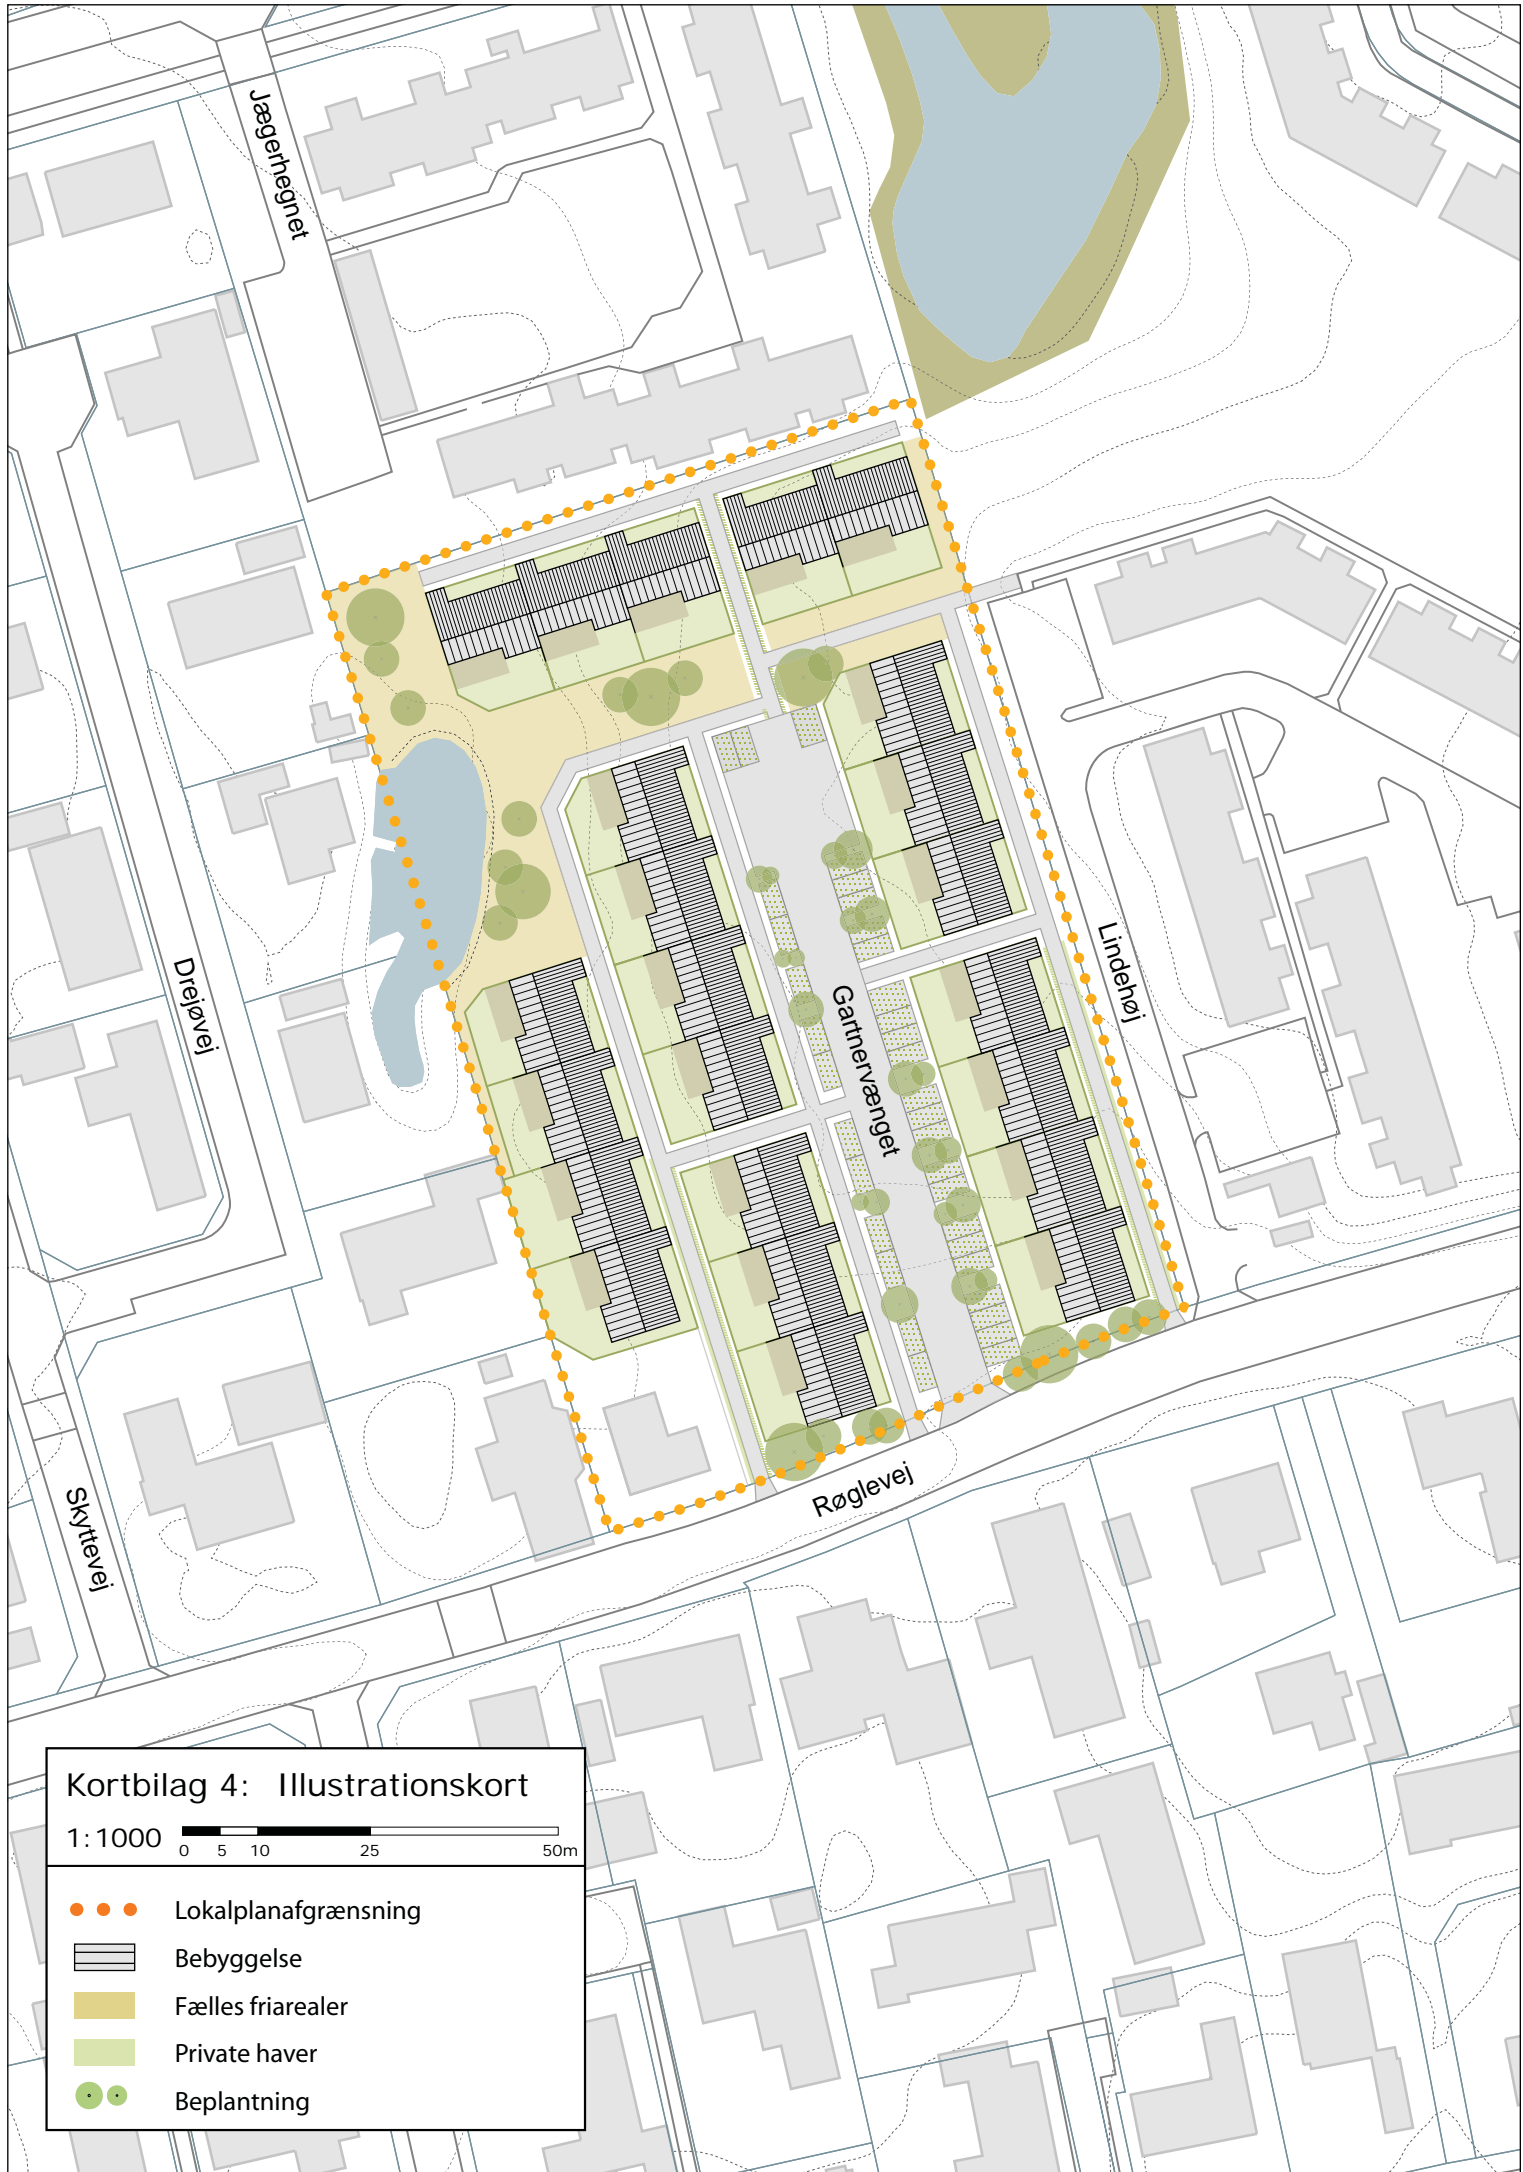 Jægerhegnet
Drejøvej
Lindehøj
Gartnervænget
Røglevej
Skyttevej
Kortbilag 4: Illustrationskort
1:1000
0 5 10 25 50m
Lokalplanafgrænsning
Bebyggelse
Fælles friarealer
Private haver
Beplantning